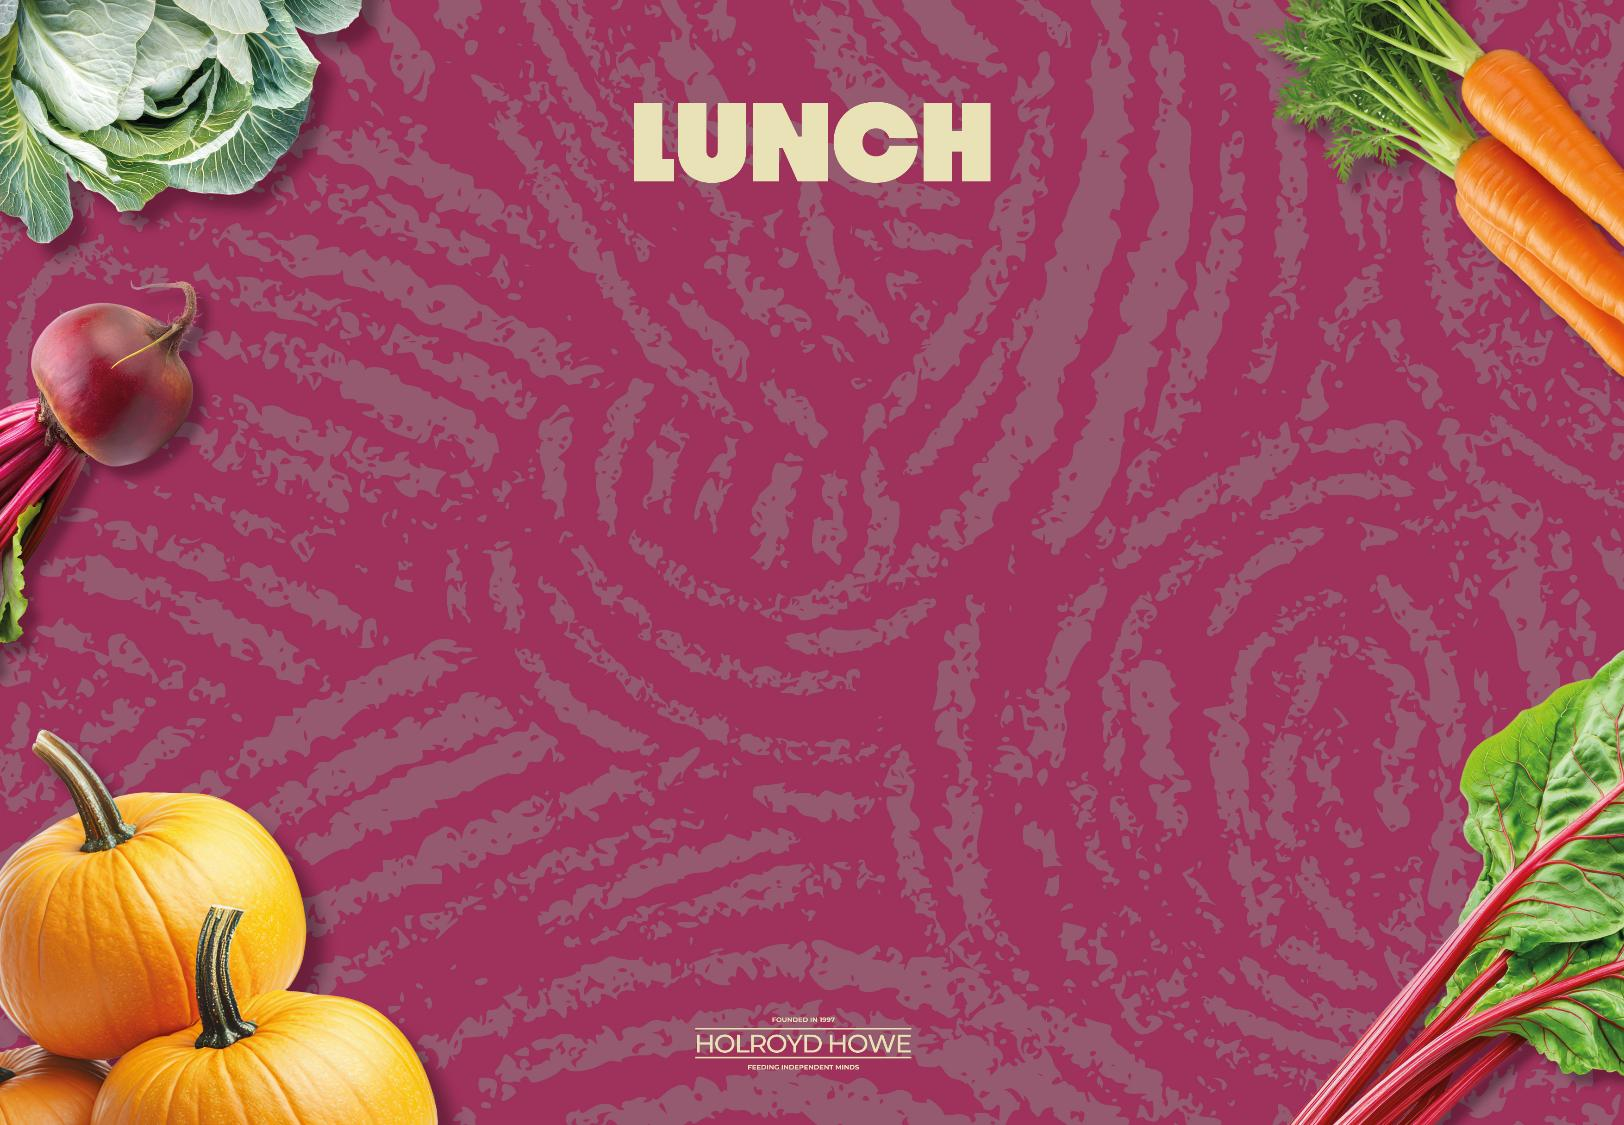 LUNCH
FOUNDED IN 1997
HOLROYD HOWE
FEEDING INDEPENDENT MINDS